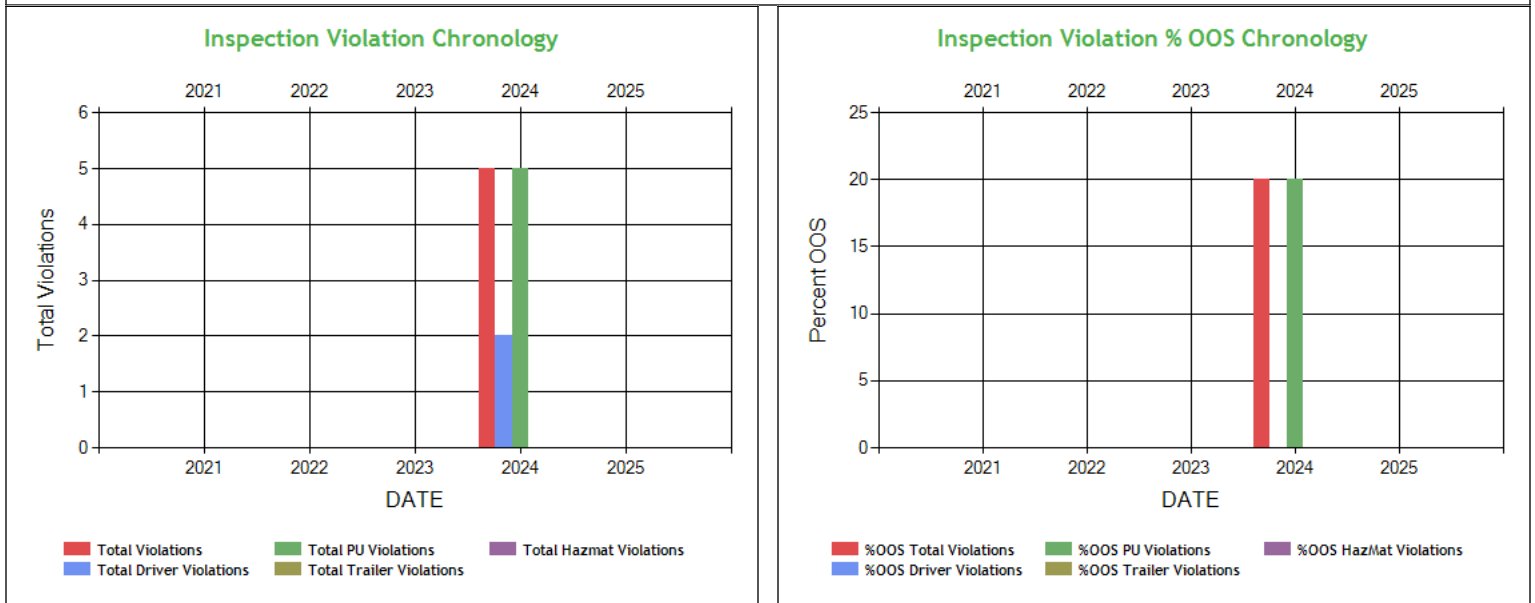 Inspection Violation Chronology
2021 2022 2023 2024 2025
6
5
4
3
2
1
0
Total Violations
2021 2022 2023 2024 2025
DATE
Total Violations Total PU Violations Total Hazmat Violations
Total Driver Violations Total Trailer Violations
Inspection Violation % OOS Chronology
2021 2022 2023 2024 2025
25
20
15
10
5
0
Percent OOS
2021 2022 2023 2024 2025
DATE
%OOS Total Violations %OOS PU Violations %OOS HazMat Violations
%OOS Driver Violations %OOS Trailer Violations